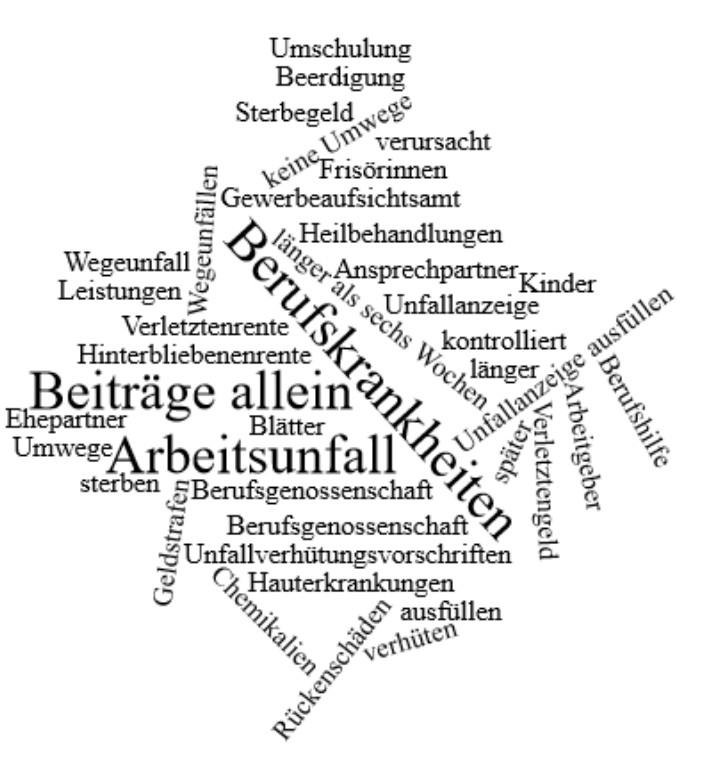 Umschulung
Beerdigung
Sterbegeld
keine Umwege
verursacht
Frisörinnen
Wegeunfällen
Gewerbeaufsichtsamt
Berufskrankheiten
länger als sechs Wochen
Heilbehandlungen
Wegeunfall
Ansprechpartner
Kinder
Leistungen
Unfallanzeige
Verletztenrente
kontrolliert
Unfallanzeige ausfüllen
Hinterbliebenenrente
länger
Berufshilfe
Beiträge allein
Arbeitgeber
Ehepartner
Blätter
später
Verletztengeld
Umwege
Arbeitsunfall
sterben
Berufsgenossenschaft
Geldstrafen
Berufsgenossenschaft
Unfallverhütungsvorschriften
Chemikalien
Hauterkrankungen
ausfüllen
Rückenschäden
verhüten